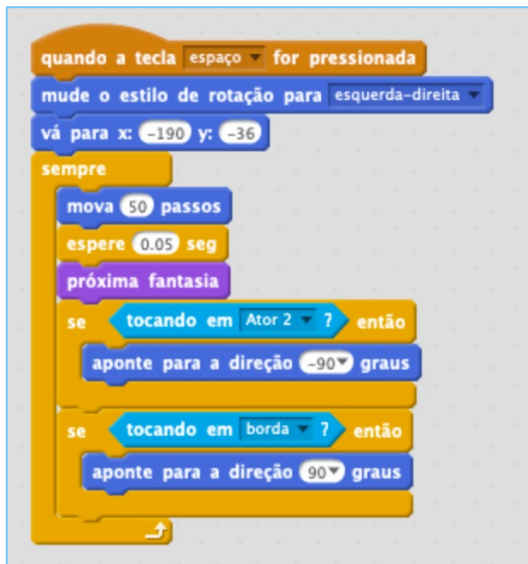 quando a tecla espaço for pressionada
mude o estilo de rotação para esquerda-direita
vá para x: -190 y: -36
sempre
mova 50 passos
espere 0.05 seg
próxima fantasia
se tocando em Ator 2 ? então
aponte para a direção -90 graus
se tocando em borda ? então
aponte para a direção 90 graus